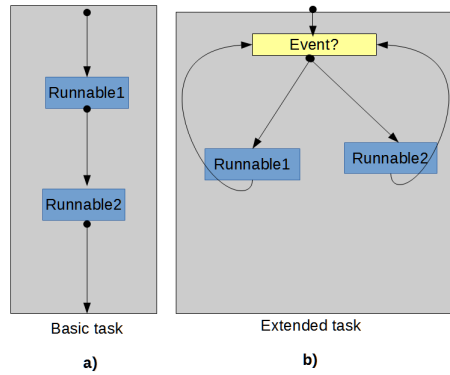 Runnable1
Runnable2
Basic task
a)
Event?
Runnable1
Runnable2
Extended task
b)